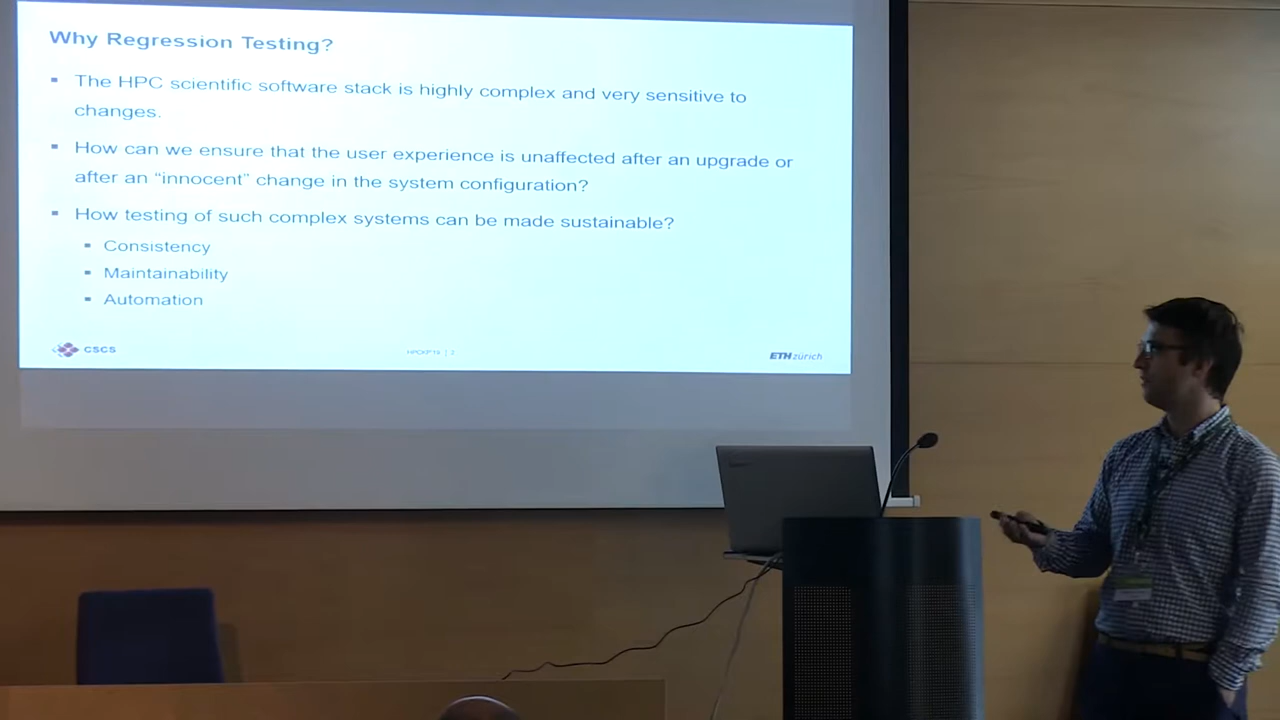 Why Regression Testing?
▪ The HPC scientific software stack is highly complex and very sensitive to
changes.
▪ How can we ensure that the user experience is unaffected after an upgrade or
after an “innocent” change in the system configuration?
▪ How testing of such complex systems can be made sustainable?
▪ Consistency
▪ Maintainability
▪ Automation
CSCS
ETH zürich